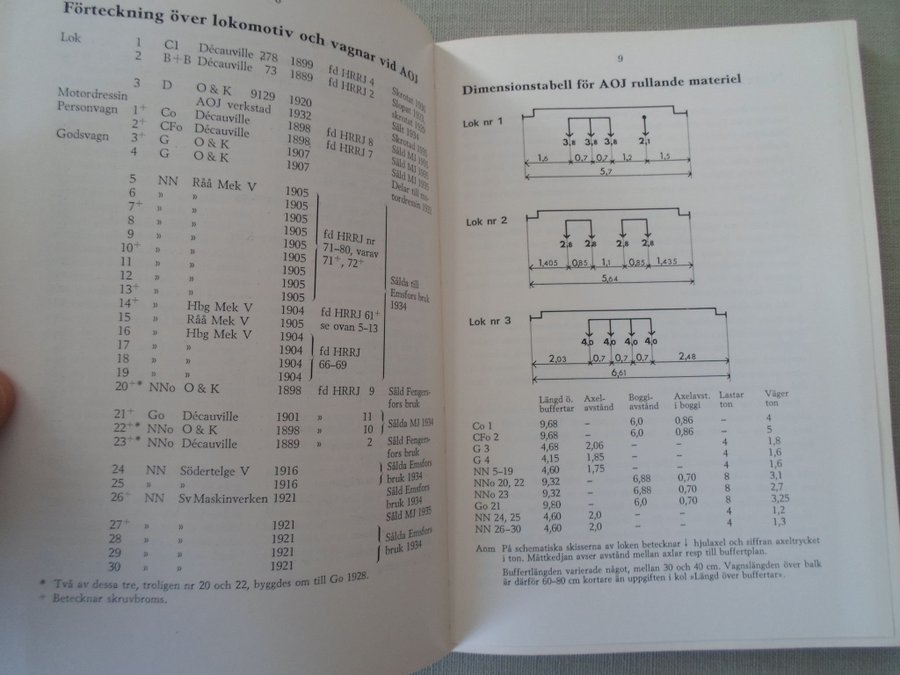 Förteckning över lokomotiv och vagnar vid AOJ
Lok 1 C1 Décauville 278 1899 fd HRRJ 4
2 B+B Décauville 73 1889 fd HRRJ 2
3 D O & K 9129 1920 Skrotat 1936
Motordressin AOJ verkstad 1932
Personvagn 1+ Co Décauville 1898 fd HRRJ 8 Såld 1934
2+ CFo Décauville 1898 fd HRRJ 7 Skrotad 1935
Godsvagn 3+ G O & K 1907 Såld MJ 1935
4 G O & K 1907 Såld MJ 1935
Delar till mo-
tordressin 1935
5 NN Råå Mek V 1905
6 » » 1905
7+ » » 1905
8 » » 1905 fd HRRJ nr
9 » » 1905 71–80, varav
10+ » » 1905 71+, 72+
11 » » 1905
12 » » 1905 Sålda till
13+ » » 1905 Emsfors bruk
14+ » Hbg Mek V 1904 fd HRRJ 61+ 1934
15 » Råå Mek V 1905 se ovan 5–13
16 » Hbg Mek V 1904
17 » » 1904 fd HRRJ
18 » » 1904 66–69
19 » » 1904
20+* NNo O & K 1898 fd HRRJ 9 Såld Fengers-
fors bruk
21+ Go Décauville 1901 » 11 Sålda MJ 1934
22+* NNo O & K 1898 » 10
23+* NNo Décauville 1889 » 2 Såld Fengers-
fors bruk
24 NN Södertelge V 1916 Sålda Emsfors
25 » » 1916 bruk 1934
26+ NN Sv Maskinverken 1921 Såld Emsfors
bruk 1934
27+ » » 1921 Såld MJ 1935
28 » » 1921 Sålda Emsfors
29 » » 1921 bruk 1934
30 » » 1921
* Två av dessa tre, troligen nr 20 och 22, byggdes om till Go 1928.
+ Betecknar skruvbroms.
9
Dimensionstabell för AOJ rullande materiel
Lok nr 1
3,8 3,8 3,8 2,1
1,6 0,7 0,7 1,2 1,5
5,7
Lok nr 2
2,8 2,8 2,8 2,8
1,405 0,85 1,1 0,85 1,435
5,64
Lok nr 3
4,0 4,0 4,0 4,0
2,03 0,7 0,7 0,7 2,48
6,61
Längd ö. Axel- Boggi- Axelavst. Lastar Väger
buffertar avstånd avstånd i boggi ton ton
Co 1 9,68 – 6,0 0,86 – 4
CFo 2 9,68 – 6,0 0,86 – 5
G 3 4,68 2,06 – – 4 1,8
G 4 4,15 1,85 – – 4 1,6
NN 5–19 4,60 1,75 – – 4 1,6
NNo 20, 22 9,32 – 6,88 0,70 8 3,1
NNo 23 9,32 – 6,88 0,70 8 2,7
Go 21 9,80 – 6,0 0,70 8 3,25
NN 24, 25 4,60 2,0 – – 4 1,2
NN 26–30 4,60 2,0 – – 4 1,3
Anm På schematiska skisserna av loken betecknar ↓ hjulaxel och siffran axeltrycket
i ton. Måttkedjan avser avstånd mellan axlar resp till buffertplan.
Buffertlängden varierade något, mellan 30 och 40 cm. Vagnslängden över balk
är därför 60–80 cm kortare än uppgiften i kol »Längd över buffertar».